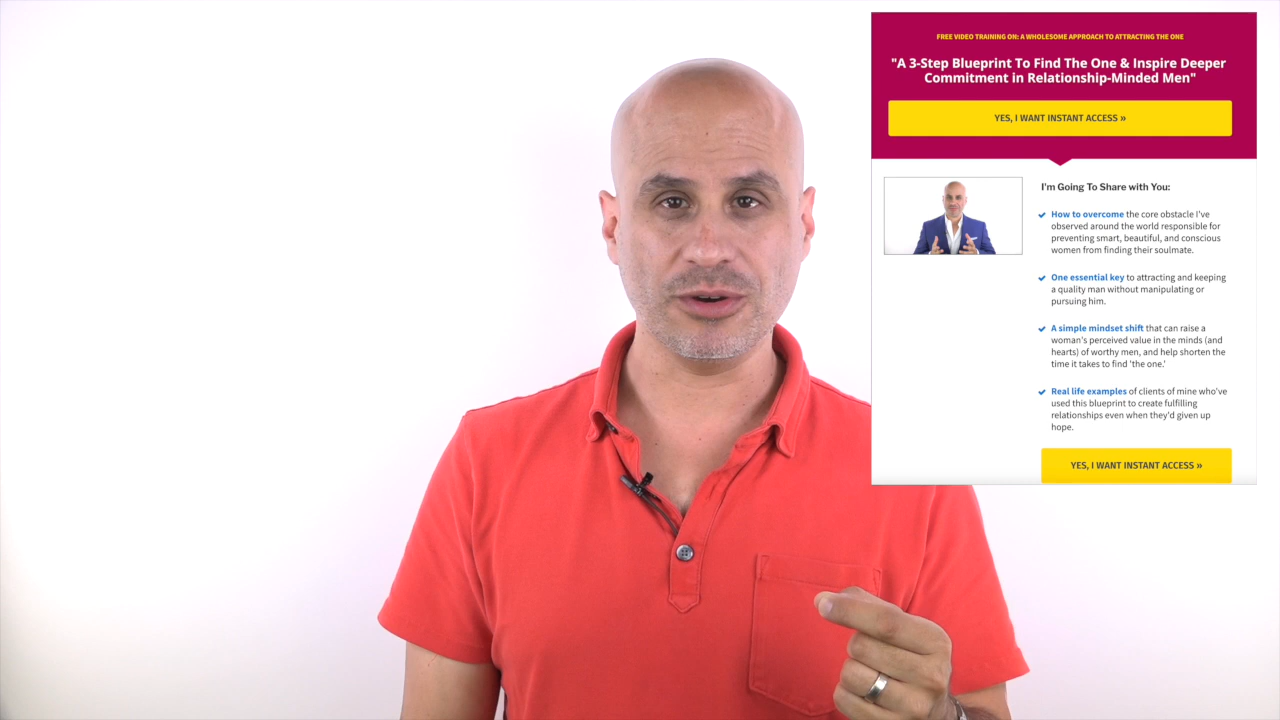 FREE VIDEO TRAINING ON: A WHOLESOME APPROACH TO ATTRACTING THE ONE
"A 3-Step Blueprint To Find The One & Inspire Deeper
Commitment in Relationship-Minded Men"
YES, I WANT INSTANT ACCESS »
I'm Going To Share with You:
How to overcome the core obstacle I've
observed around the world responsible for
preventing smart, beautiful, and conscious
women from finding their soulmate.
One essential key to attracting and keeping
a quality man without manipulating or
pursuing him.
A simple mindset shift that can raise a
woman's perceived value in the minds (and
hearts) of worthy men, and help shorten the
time it takes to find 'the one.'
Real life examples of clients of mine who've
used this blueprint to create fulfilling
relationships even when they'd given up
hope.
YES, I WANT INSTANT ACCESS »